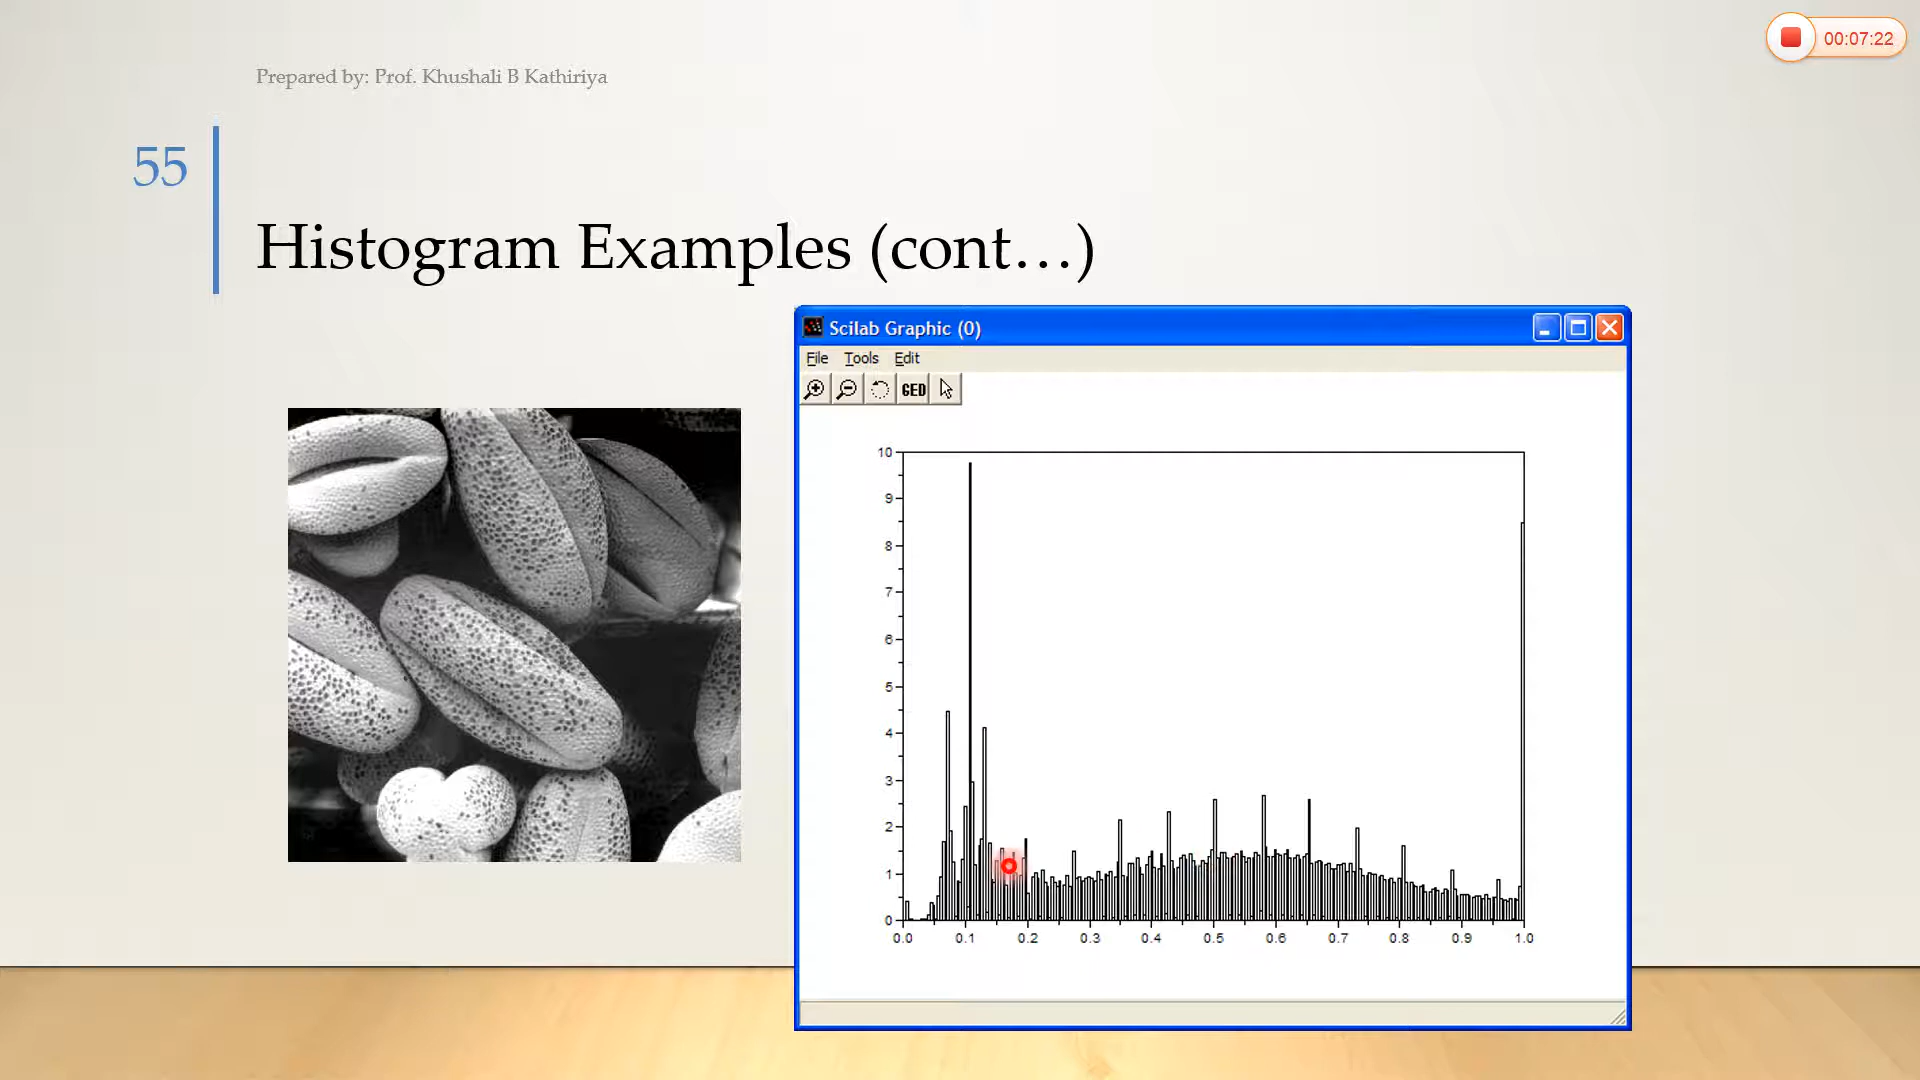 00:07:22
Prepared by: Prof. Khushali B Kathiriya
55
Histogram Examples (cont…)
Scilab Graphic (0)
File Tools Edit
GED
10
9
8
7
6
5
4
3
2
1
0
0.0 0.1 0.2 0.3 0.4 0.5 0.6 0.7 0.8 0.9 1.0